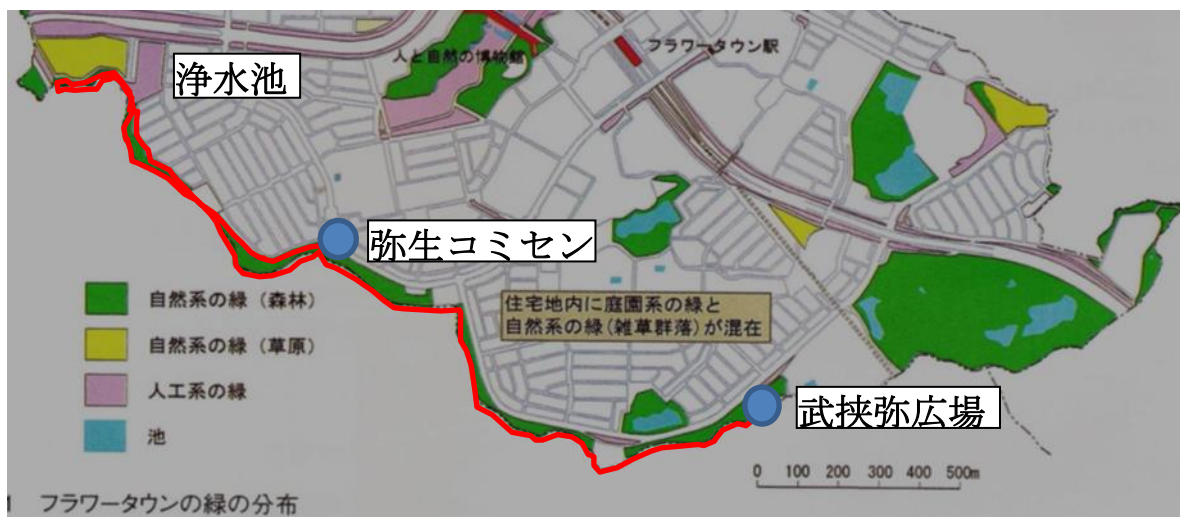 浄水池
人と自然の博物館
フラワータウン駅
弥生コミセン
自然系の緑（森林）
自然系の緑（草原）
人工系の緑
池
住宅地内に庭園系の緑と
自然系の緑(雑草群落)が混在
武挟弥広場
0 100 200 300 400 500m
1 フラワータウンの緑の分布